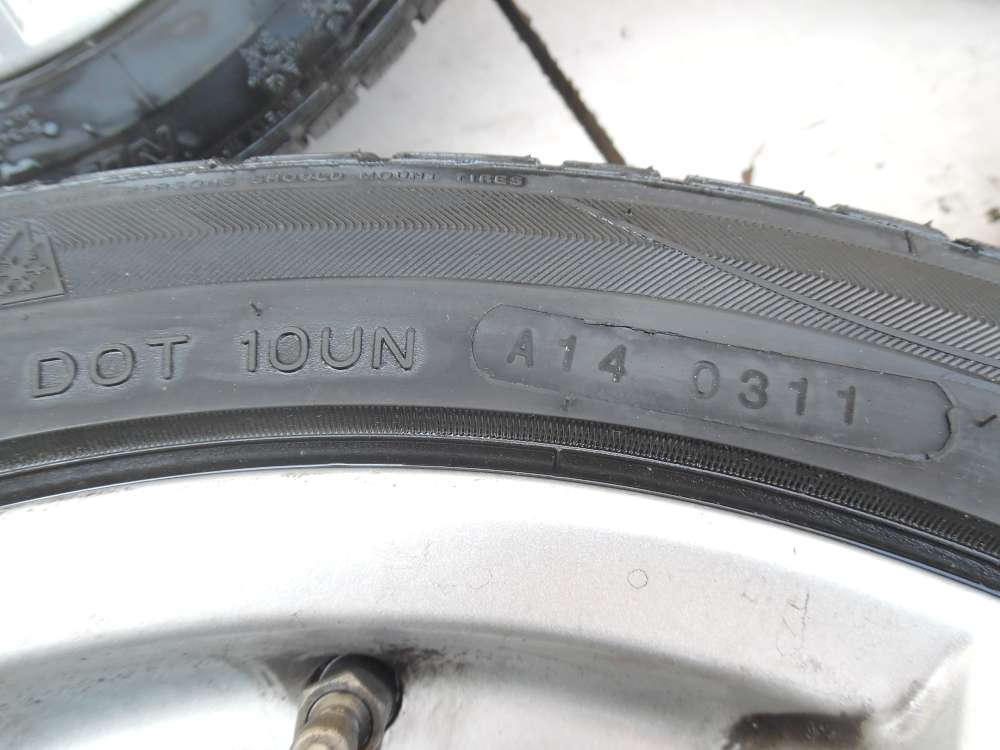 SHOULD MOUNT TIRES
DOT 10UN A14 0311